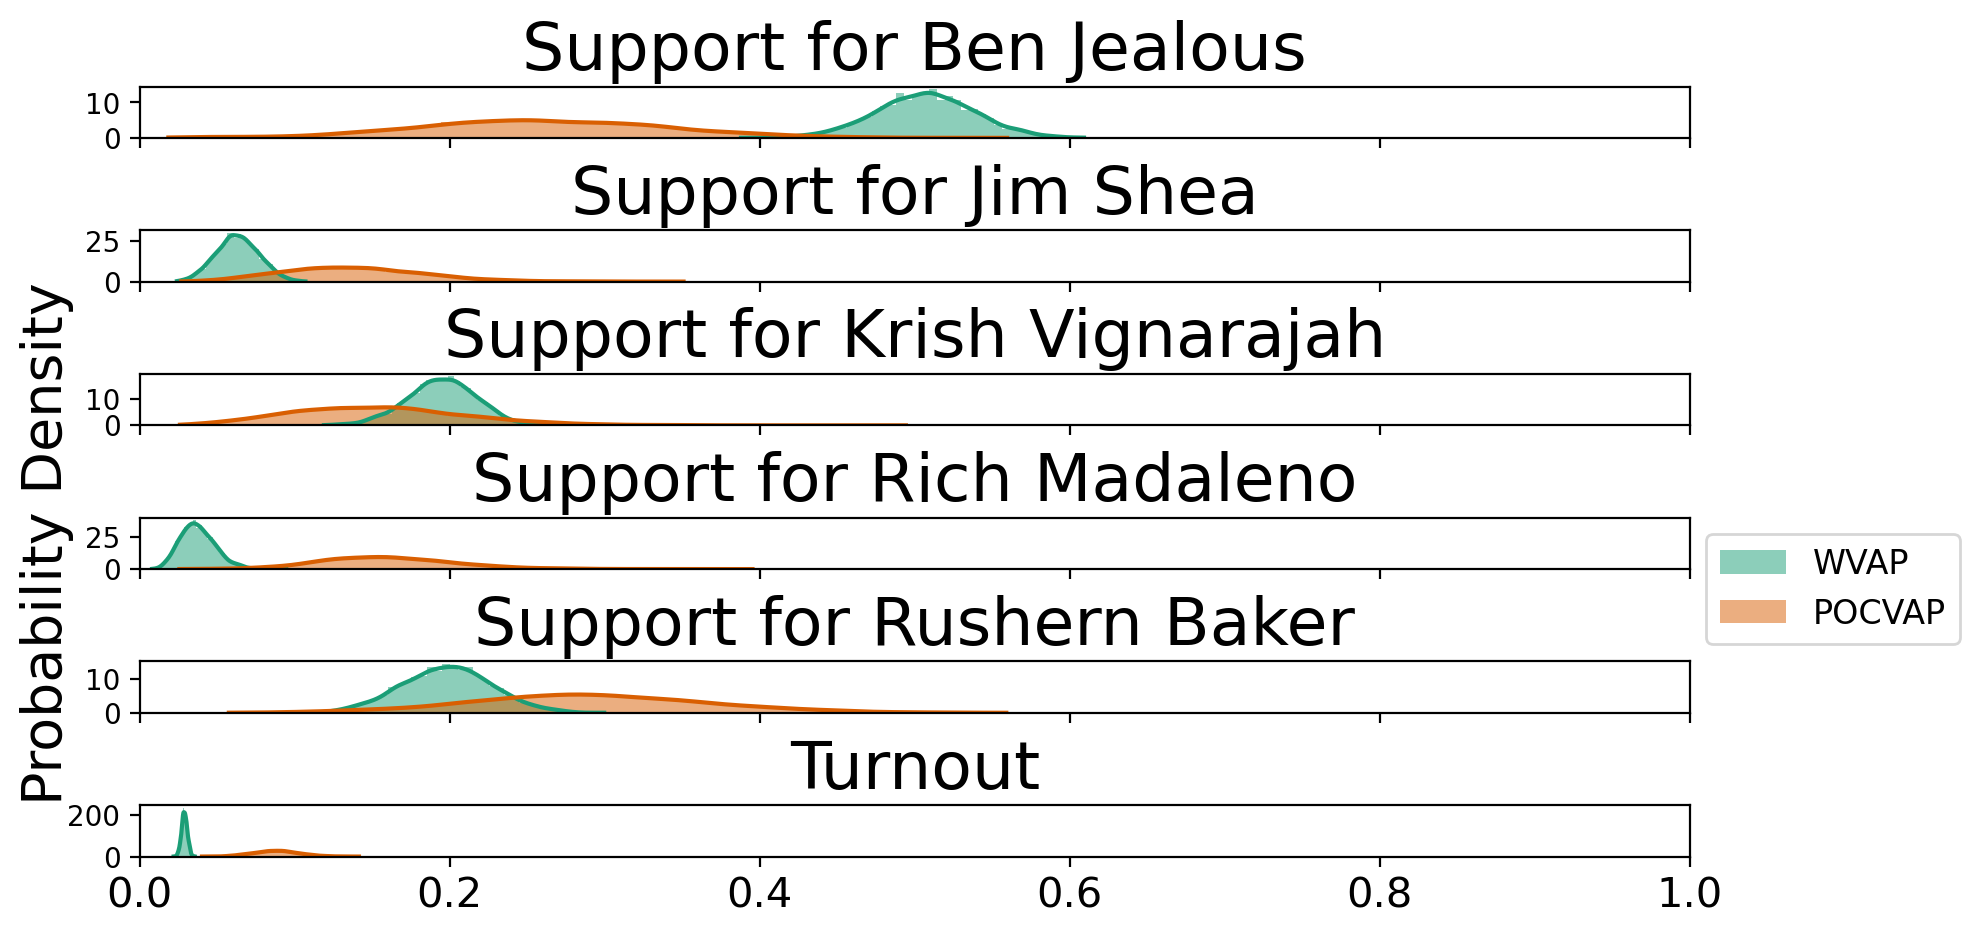 Support for Ben Jealous
10
0
Support for Jim Shea
25
0
Support for Krish Vignarajah
10
0
Support for Rich Madaleno
25
0
Support for Rushern Baker
10
0
Turnout
200
0
0.0 0.2 0.4 0.6 0.8 1.0
Probability Density
WVAP
POCVAP